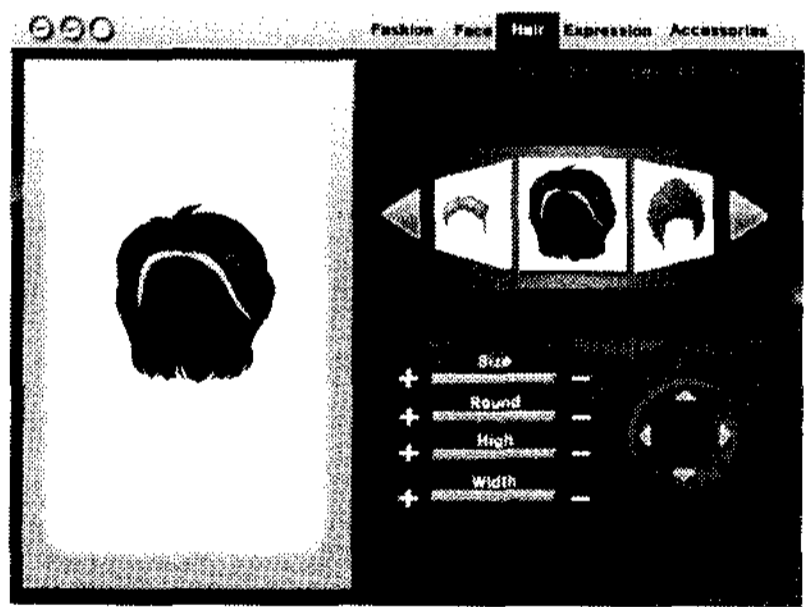 Fashion Face Hair Expression Accessories
Size
Round
High
Width